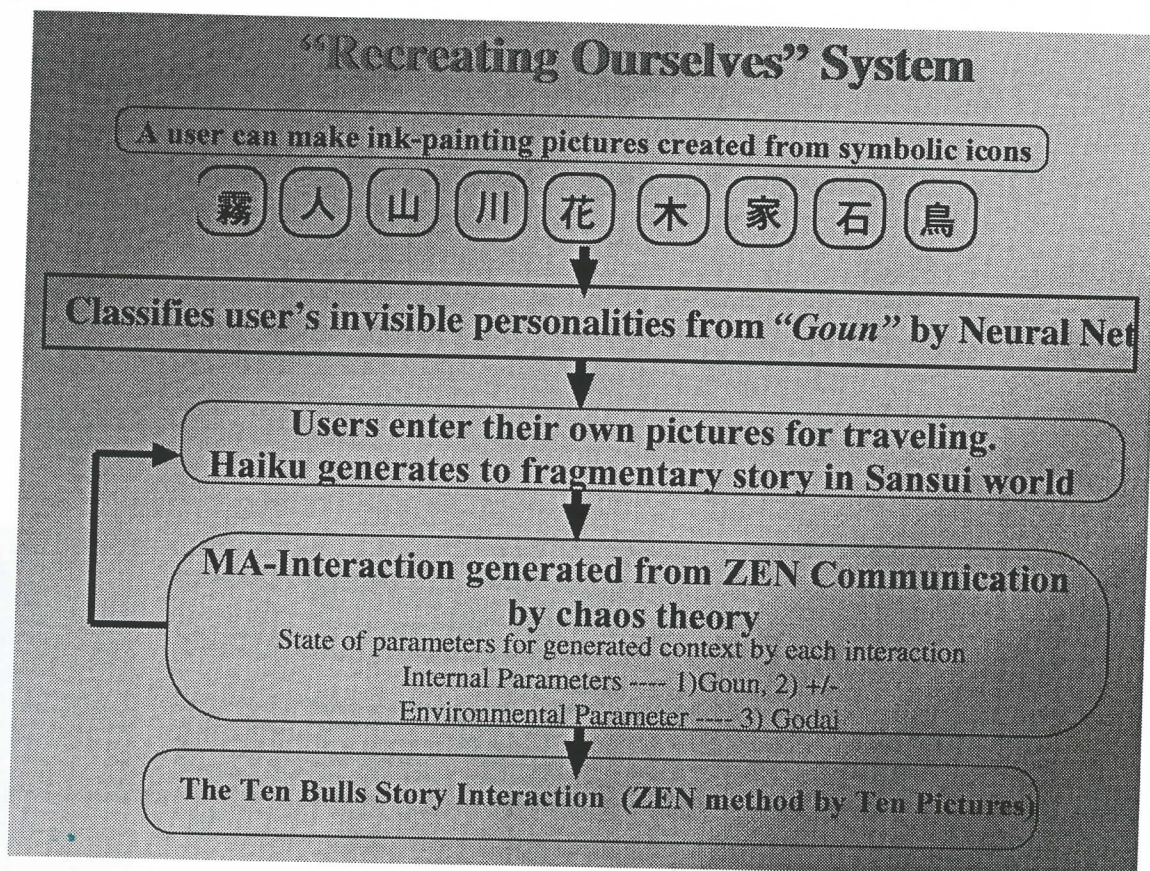 “Recreating Ourselves” System
A user can make ink-painting pictures created from symbolic icons
霧 人 山 川 花 木 家 石 鳥
Classifies user’s invisible personalities from “Goun” by Neural Net
Users enter their own pictures for traveling.
Haiku generates to fragmentary story in Sansui world
MA-Interaction generated from ZEN Communication
by chaos theory
State of parameters for generated context by each interaction
Internal Parameters ---- 1)Goun, 2) +/-
Environmental Parameter ---- 3) Godai
The Ten Bulls Story Interaction (ZEN method by Ten Pictures)